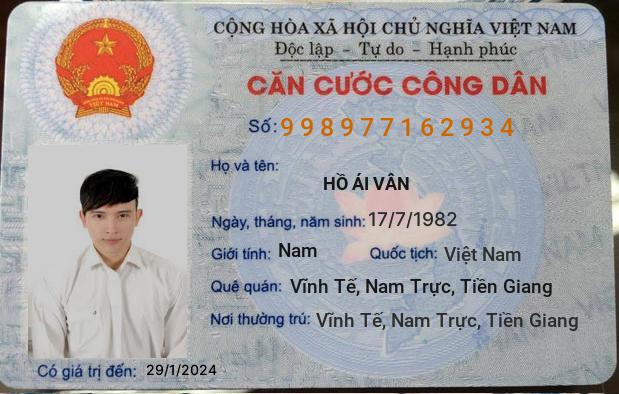 CỘNG HÒA XÃ HỘI CHỦ NGHĨA VIỆT NAM
Độc lập - Tự do - Hạnh phúc
CĂN CƯỚC CÔNG DÂN
Số: 998977162934
Họ và tên:
HỒ ÁI VÂN
Ngày, tháng, năm sinh: 17/7/1982
Giới tính: Nam Quốc tịch: Việt Nam
Quê quán: Vĩnh Tế, Nam Trực, Tiền Giang
Nơi thường trú: Vĩnh Tế, Nam Trực, Tiền Giang
Có giá trị đến: 29/1/2024
VIỆT NAM